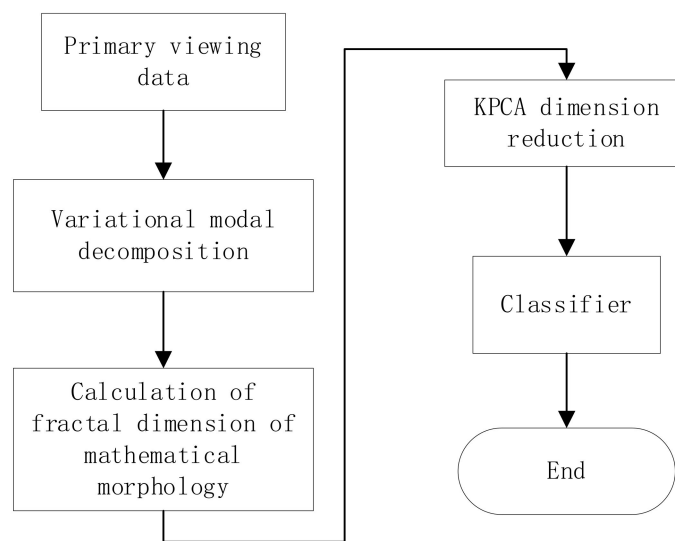 Primary viewing
data
Variational modal
decomposition
Calculation of
fractal dimension of
mathematical
morphology
KPCA dimension
reduction
Classifier
End